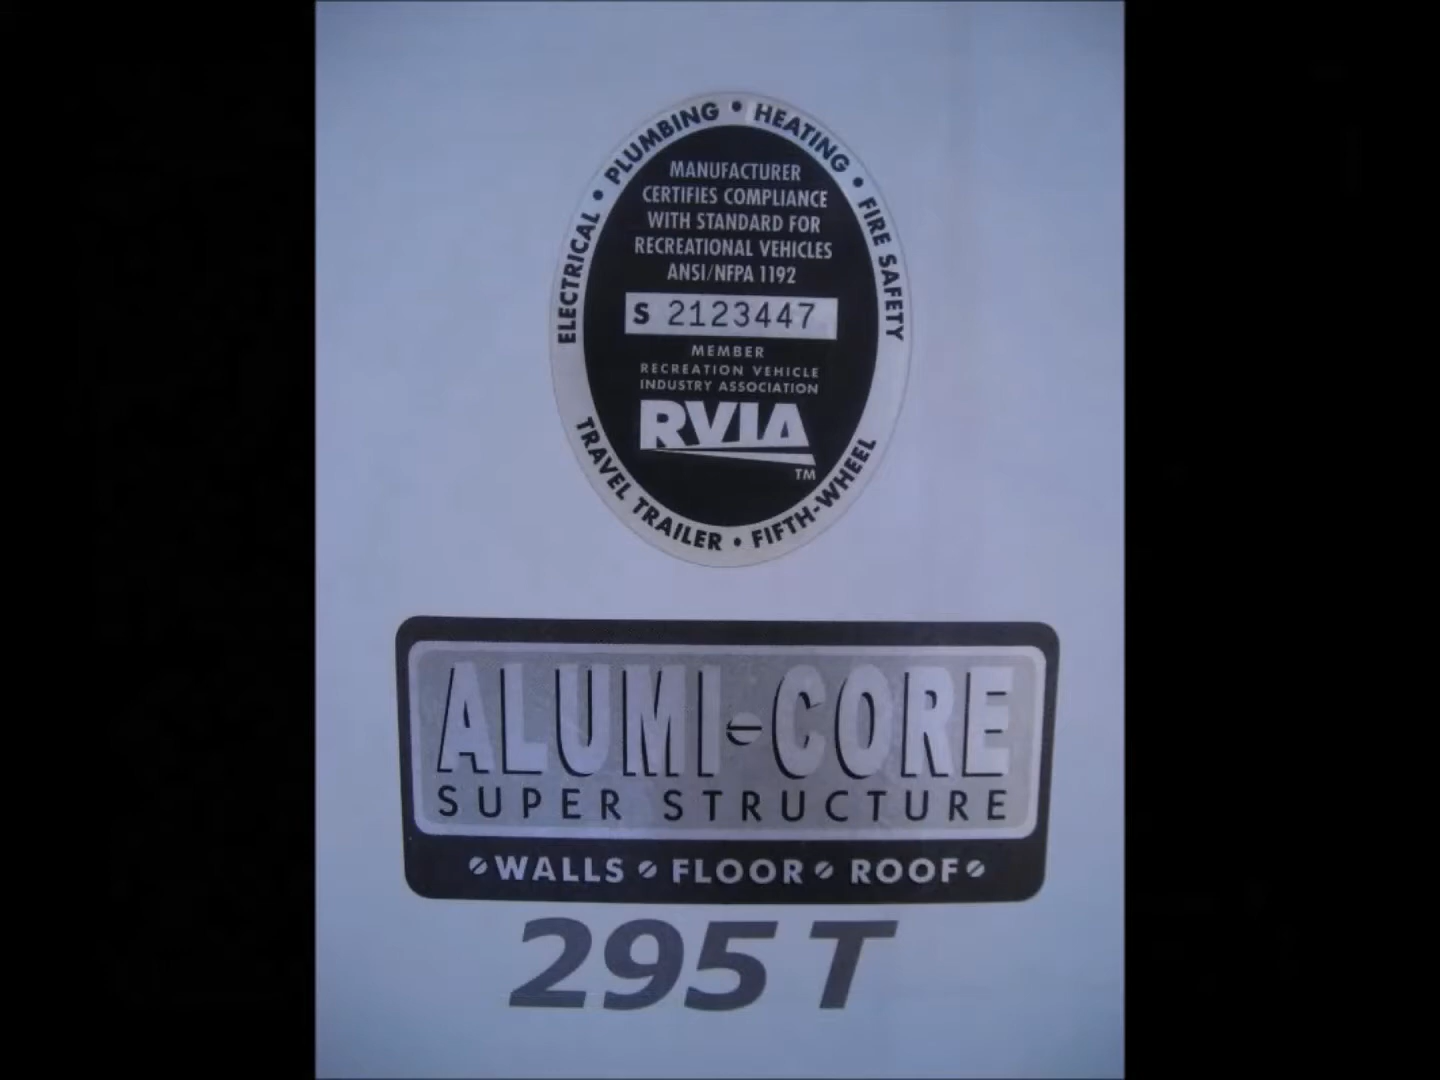 ELECTRICAL • PLUMBING • HEATING • FIRE SAFETY
MANUFACTURER
CERTIFIES COMPLIANCE
WITH STANDARD FOR
RECREATIONAL VEHICLES
ANSI/NFPA 1192
S 2123447
MEMBER
RECREATION VEHICLE
INDUSTRY ASSOCIATION
RVIA
TM
TRAVEL TRAILER • FIFTH-WHEEL
ALUMI-CORE
SUPER STRUCTURE
WALLS • FLOOR • ROOF
295T